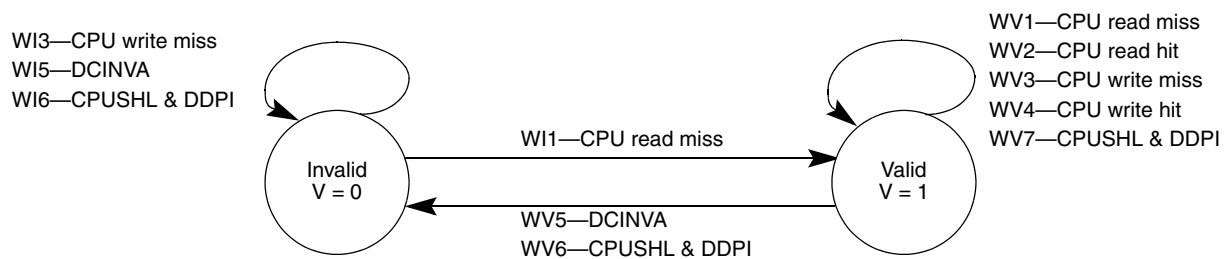 WI3—CPU write miss
WI5—DCINVA
WI6—CPUSHL & DDPI
WV1—CPU read miss
WV2—CPU read hit
WV3—CPU write miss
WV4—CPU write hit
WV7—CPUSHL & DDPI
WI1—CPU read miss
Invalid
V = 0
Valid
V = 1
WV5—DCINVA
WV6—CPUSHL & DDPI